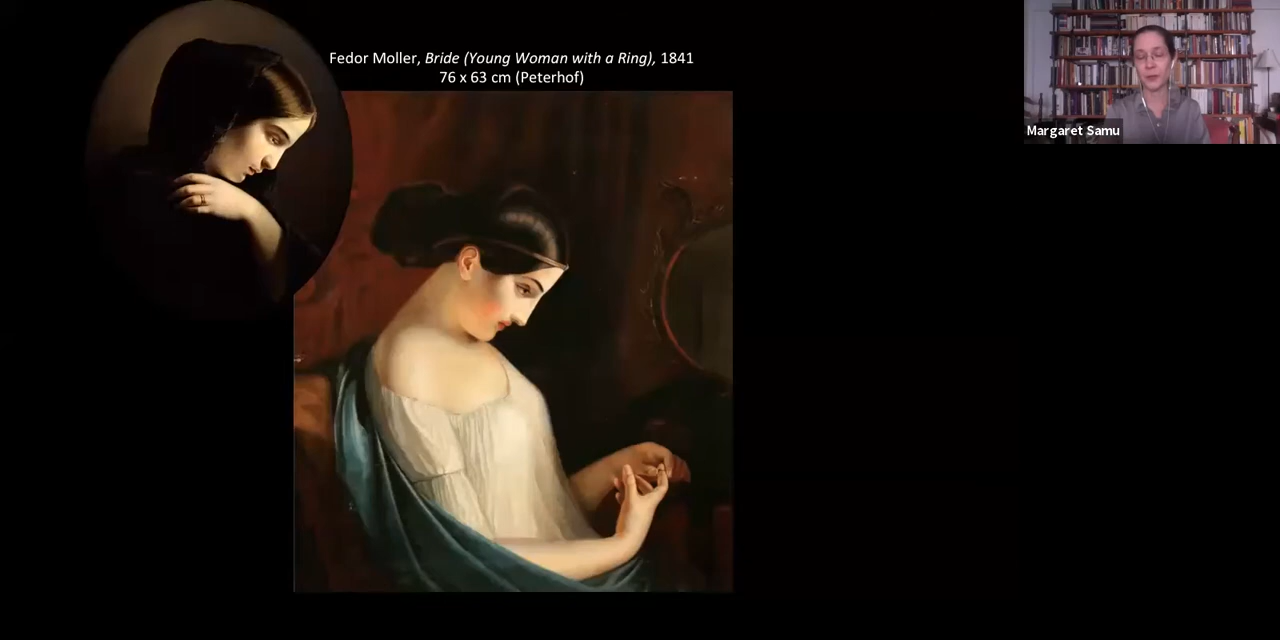 Fedor Moller, Bride (Young Woman with a Ring), 1841
76 x 63 cm (Peterhof)
Margaret Samu